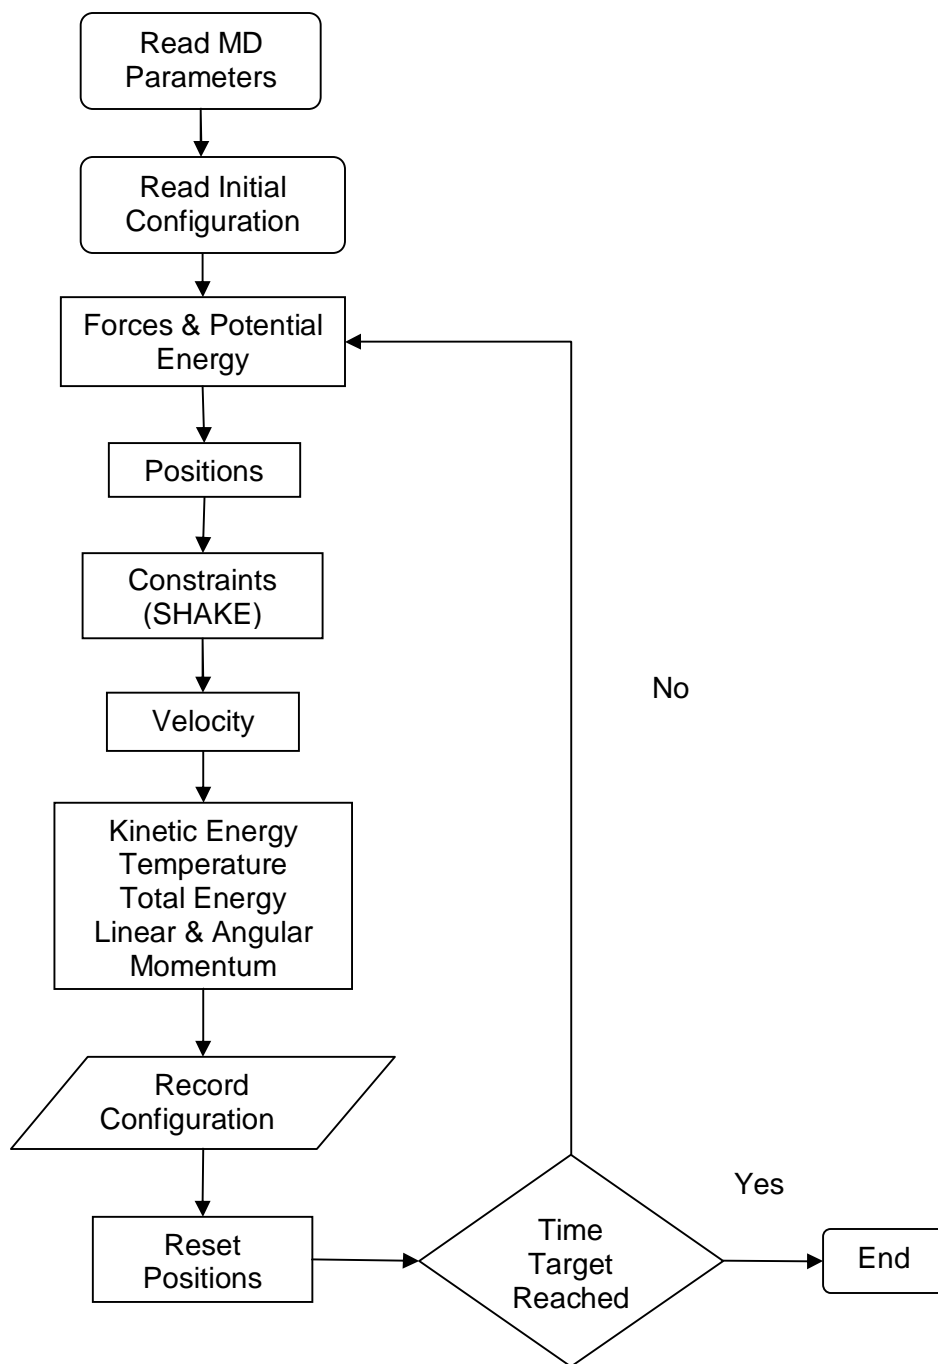 Read MD
Parameters
Read Initial
Configuration
Forces & Potential
Energy
Positions
Constraints
(SHAKE)
No
Velocity
Kinetic Energy
Temperature
Total Energy
Linear & Angular
Momentum
Record
Configuration
Reset
Positions
Time
Target
Reached
Yes
End